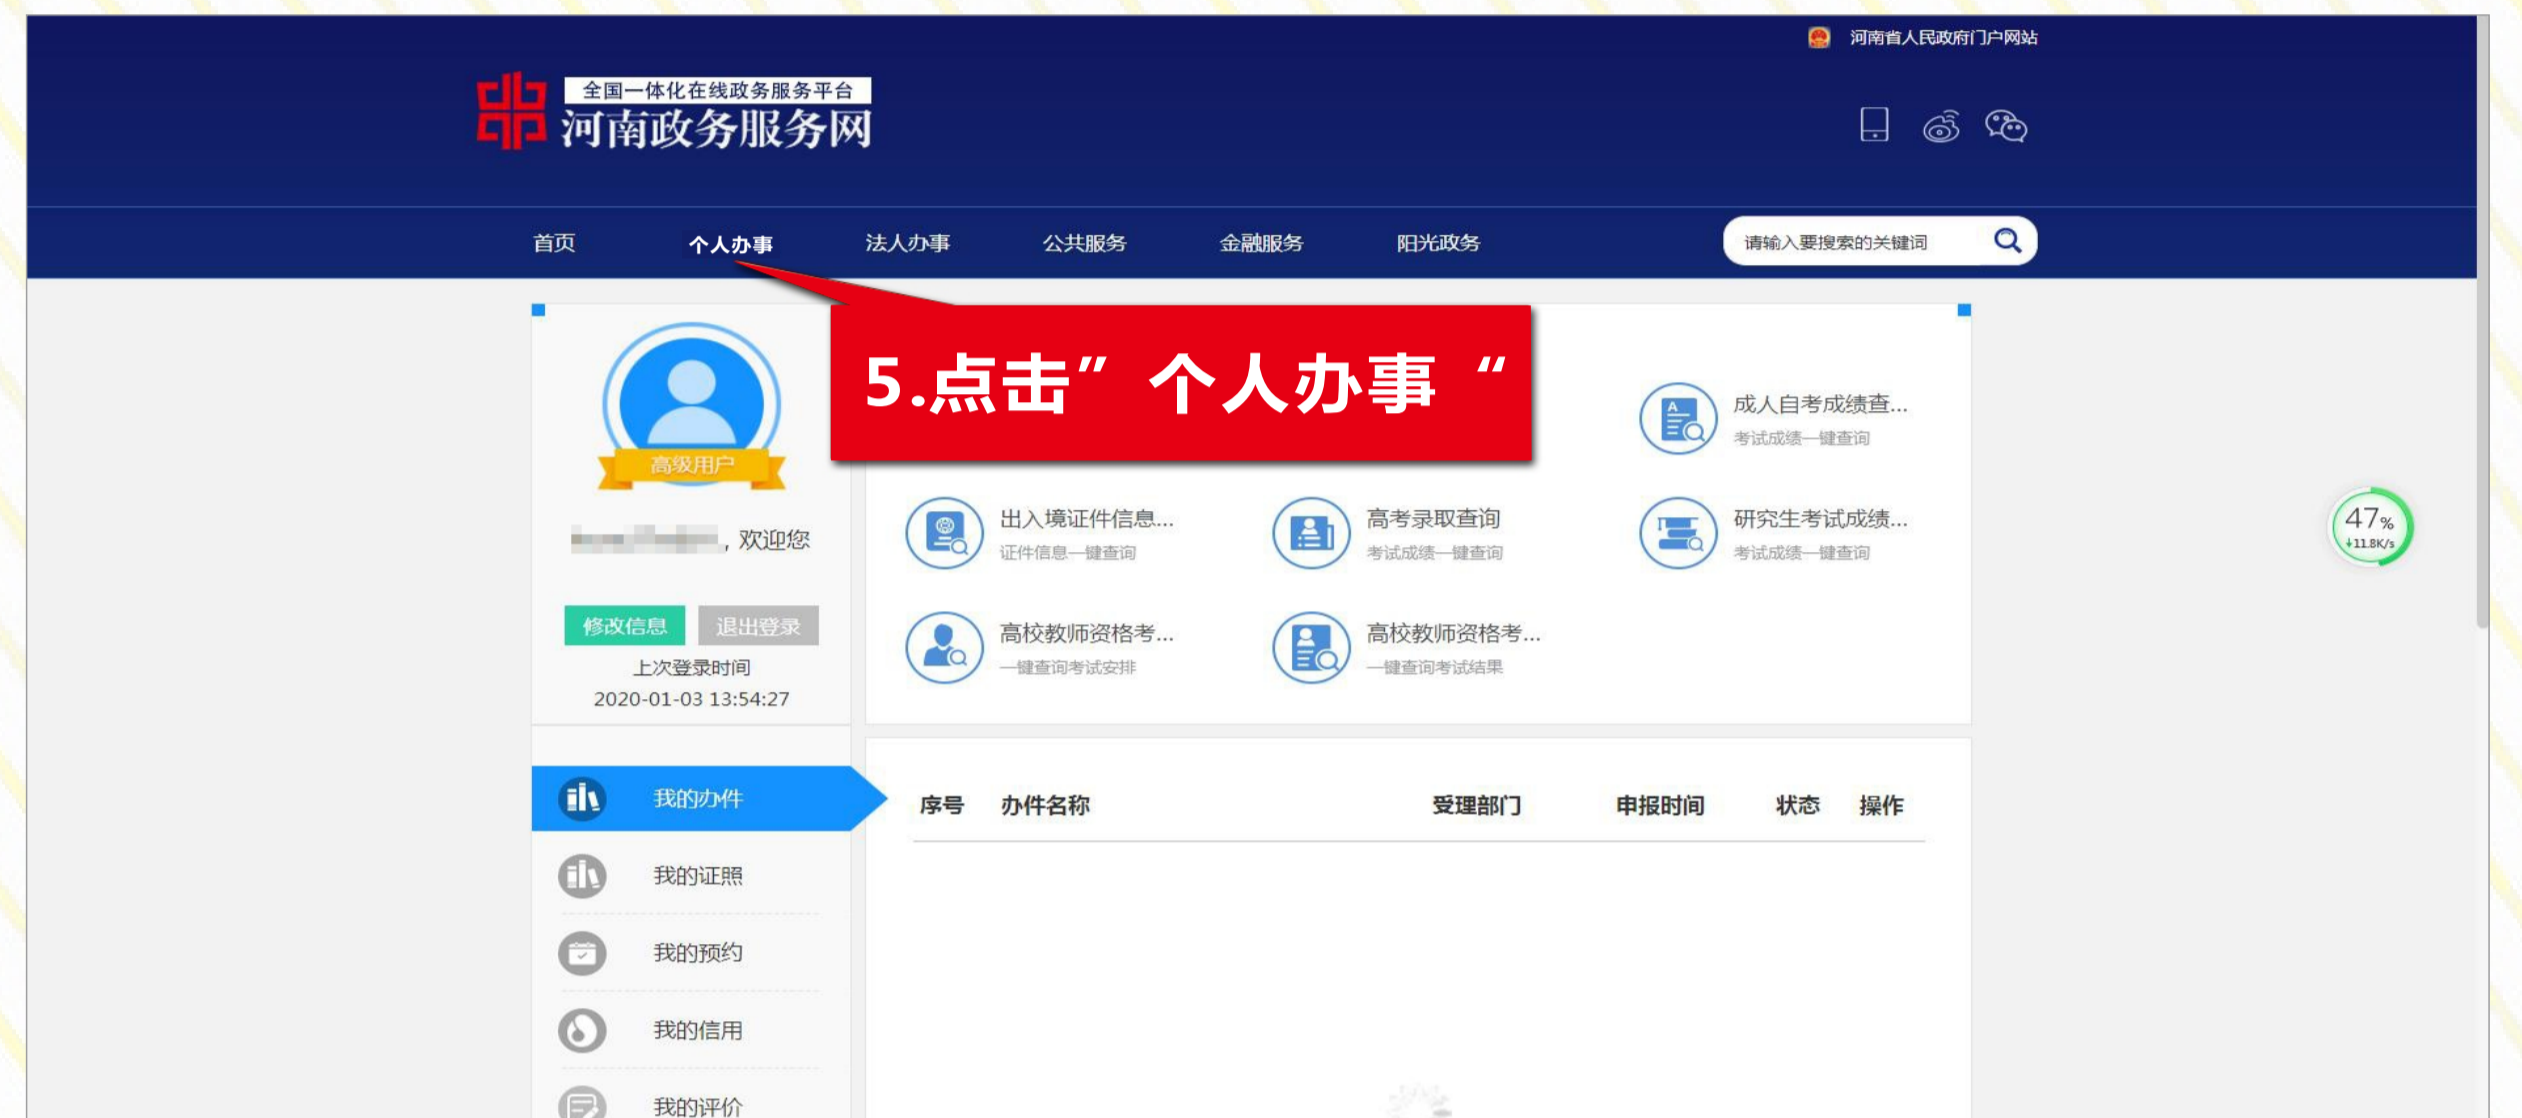 河南省人民政府门户网站
全国一体化在线政务服务平台
河南政务服务网
首页 个人办事 法人办事 公共服务 金融服务 阳光政务 请输入要搜索的关键词
5.点击”个人办事“
高级用户
,欢迎您
修改信息 退出登录
上次登录时间
2020-01-03 13:54:27
成人自考成绩查...
考试成绩一键查询
出入境证件信息...
证件信息一键查询
高考录取查询
考试成绩一键查询
研究生考试成绩...
考试成绩一键查询
高校教师资格考...
一键查询考试安排
高校教师资格考...
一键查询考试结果
47%
↓11.8K/s
我的办件
我的证照
我的预约
我的信用
我的评价
序号 办件名称 受理部门 申报时间 状态 操作